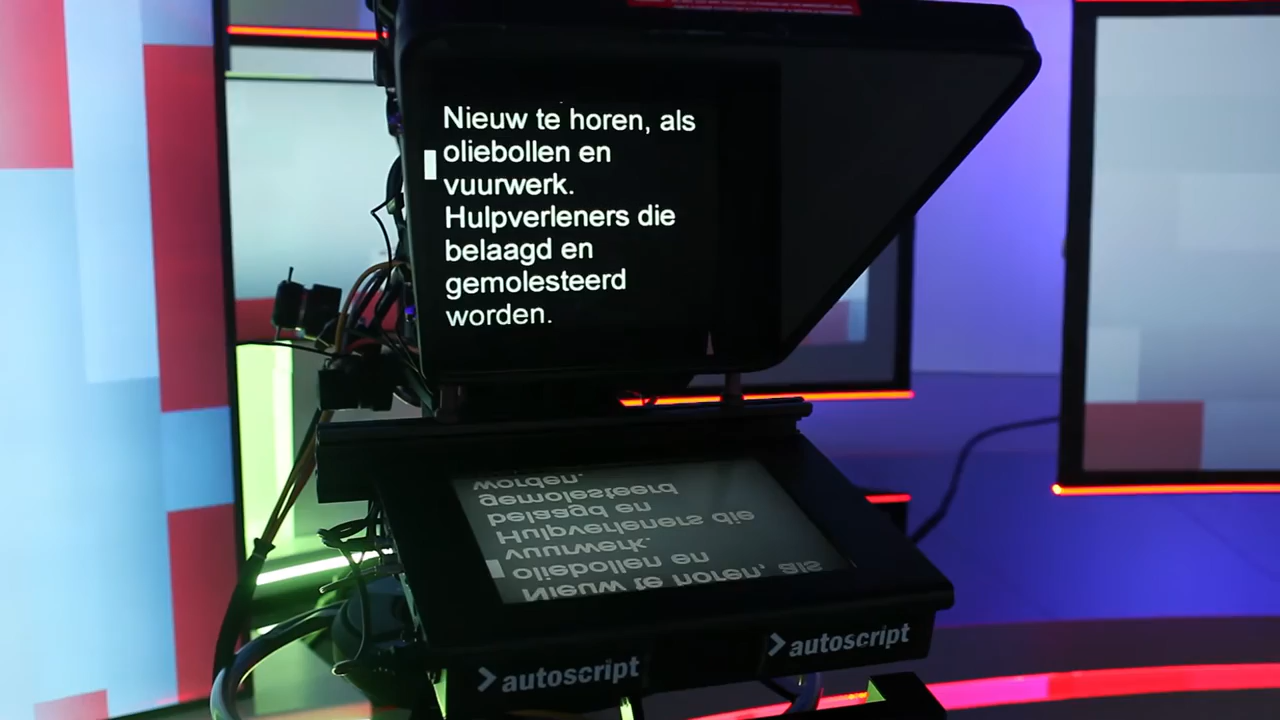 Nieuw te horen, als
oliebollen en
vuurwerk.
Hulpverleners die
belaagd en
gemolesteerd
worden.
worden.
gemolesteerd
belaagd en
Hulpverleners die
vuurwerk.
oliebollen en
Nieuw te horen, als
autoscript
autoscript